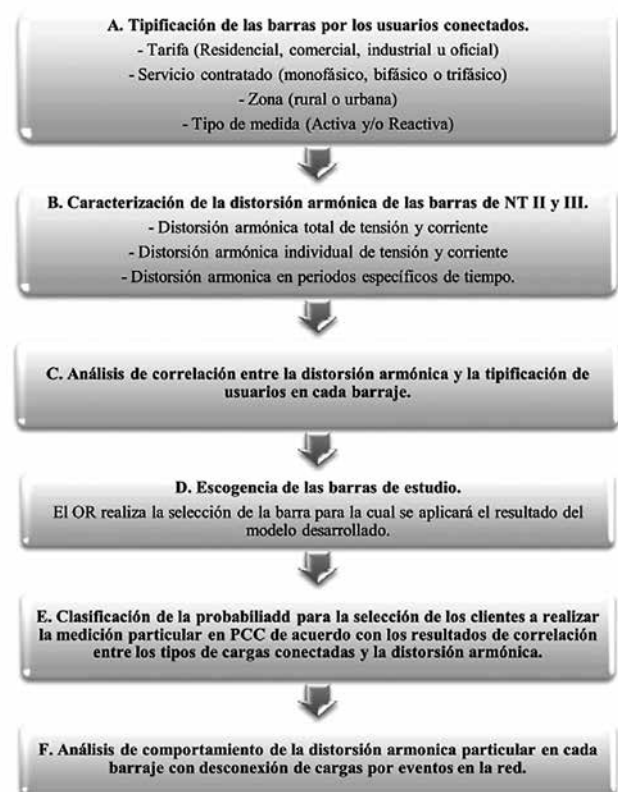 A. Tipificación de las barras por los usuarios conectados.
- Tarifa (Residencial, comercial, industrial u oficial)
- Servicio contratado (monofásico, bifásico o trifásico)
- Zona (rural o urbana)
- Tipo de medida (Activa y/o Reactiva)
B. Caracterización de la distorsión armónica de las barras de NT II y III.
- Distorsión armónica total de tensión y corriente
- Distorsión armónica individual de tensión y corriente
- Distorsión armonica en periodos específicos de tiempo.
C. Análisis de correlación entre la distorsión armónica y la tipificación de
usuarios en cada barraje.
D. Escogencia de las barras de estudio.
El OR realiza la selección de la barra para la cual se aplicará el resultado del
modelo desarrollado.
E. Clasificación de la probabiliadd para la selección de los clientes a realizar
la medición particular en PCC de acuerdo con los resultados de correlación
entre los tipos de cargas conectadas y la distorsión armónica.
F. Análisis de comportamiento de la distorsión armonica particular en cada
barraje con desconexión de cargas por eventos en la red.